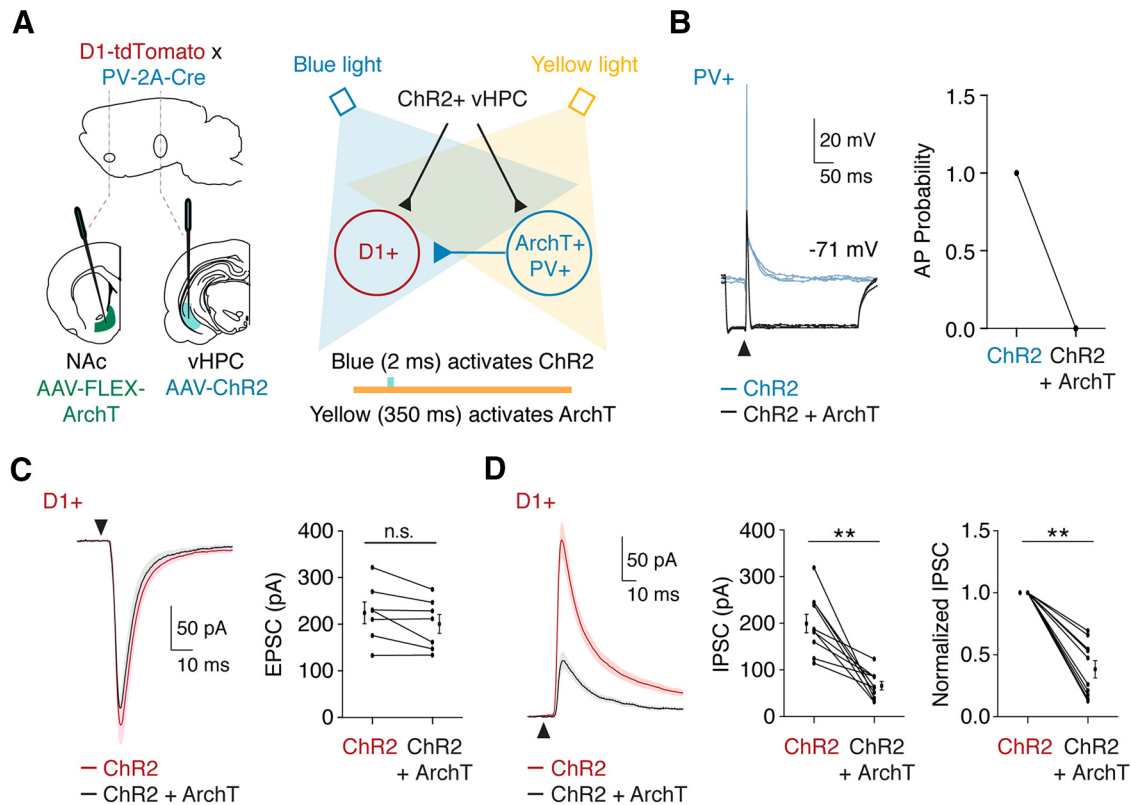 A
D1-tdTomato x
PV-2A-Cre
NAc
AAV-FLEX-
ArchT
vHPC
AAV-ChR2
Blue light
Yellow light
ChR2+ vHPC
D1+
ArchT+
PV+
Blue (2 ms) activates ChR2
Yellow (350 ms) activates ArchT
B
PV+
20 mV
50 ms
-71 mV
ChR2
ChR2 + ArchT
AP Probability
1.5
1.0
0.5
0.0
ChR2
ChR2
+ ArchT
C
D1+
50 pA
10 ms
ChR2
ChR2 + ArchT
EPSC (pA)
400
300
200
100
0
n.s.
ChR2
ChR2
+ ArchT
D
D1+
50 pA
10 ms
ChR2
ChR2 + ArchT
IPSC (pA)
400
300
200
100
0
**
ChR2
ChR2
+ ArchT
Normalized IPSC
1.5
1.0
0.5
0.0
**
ChR2
ChR2
+ ArchT